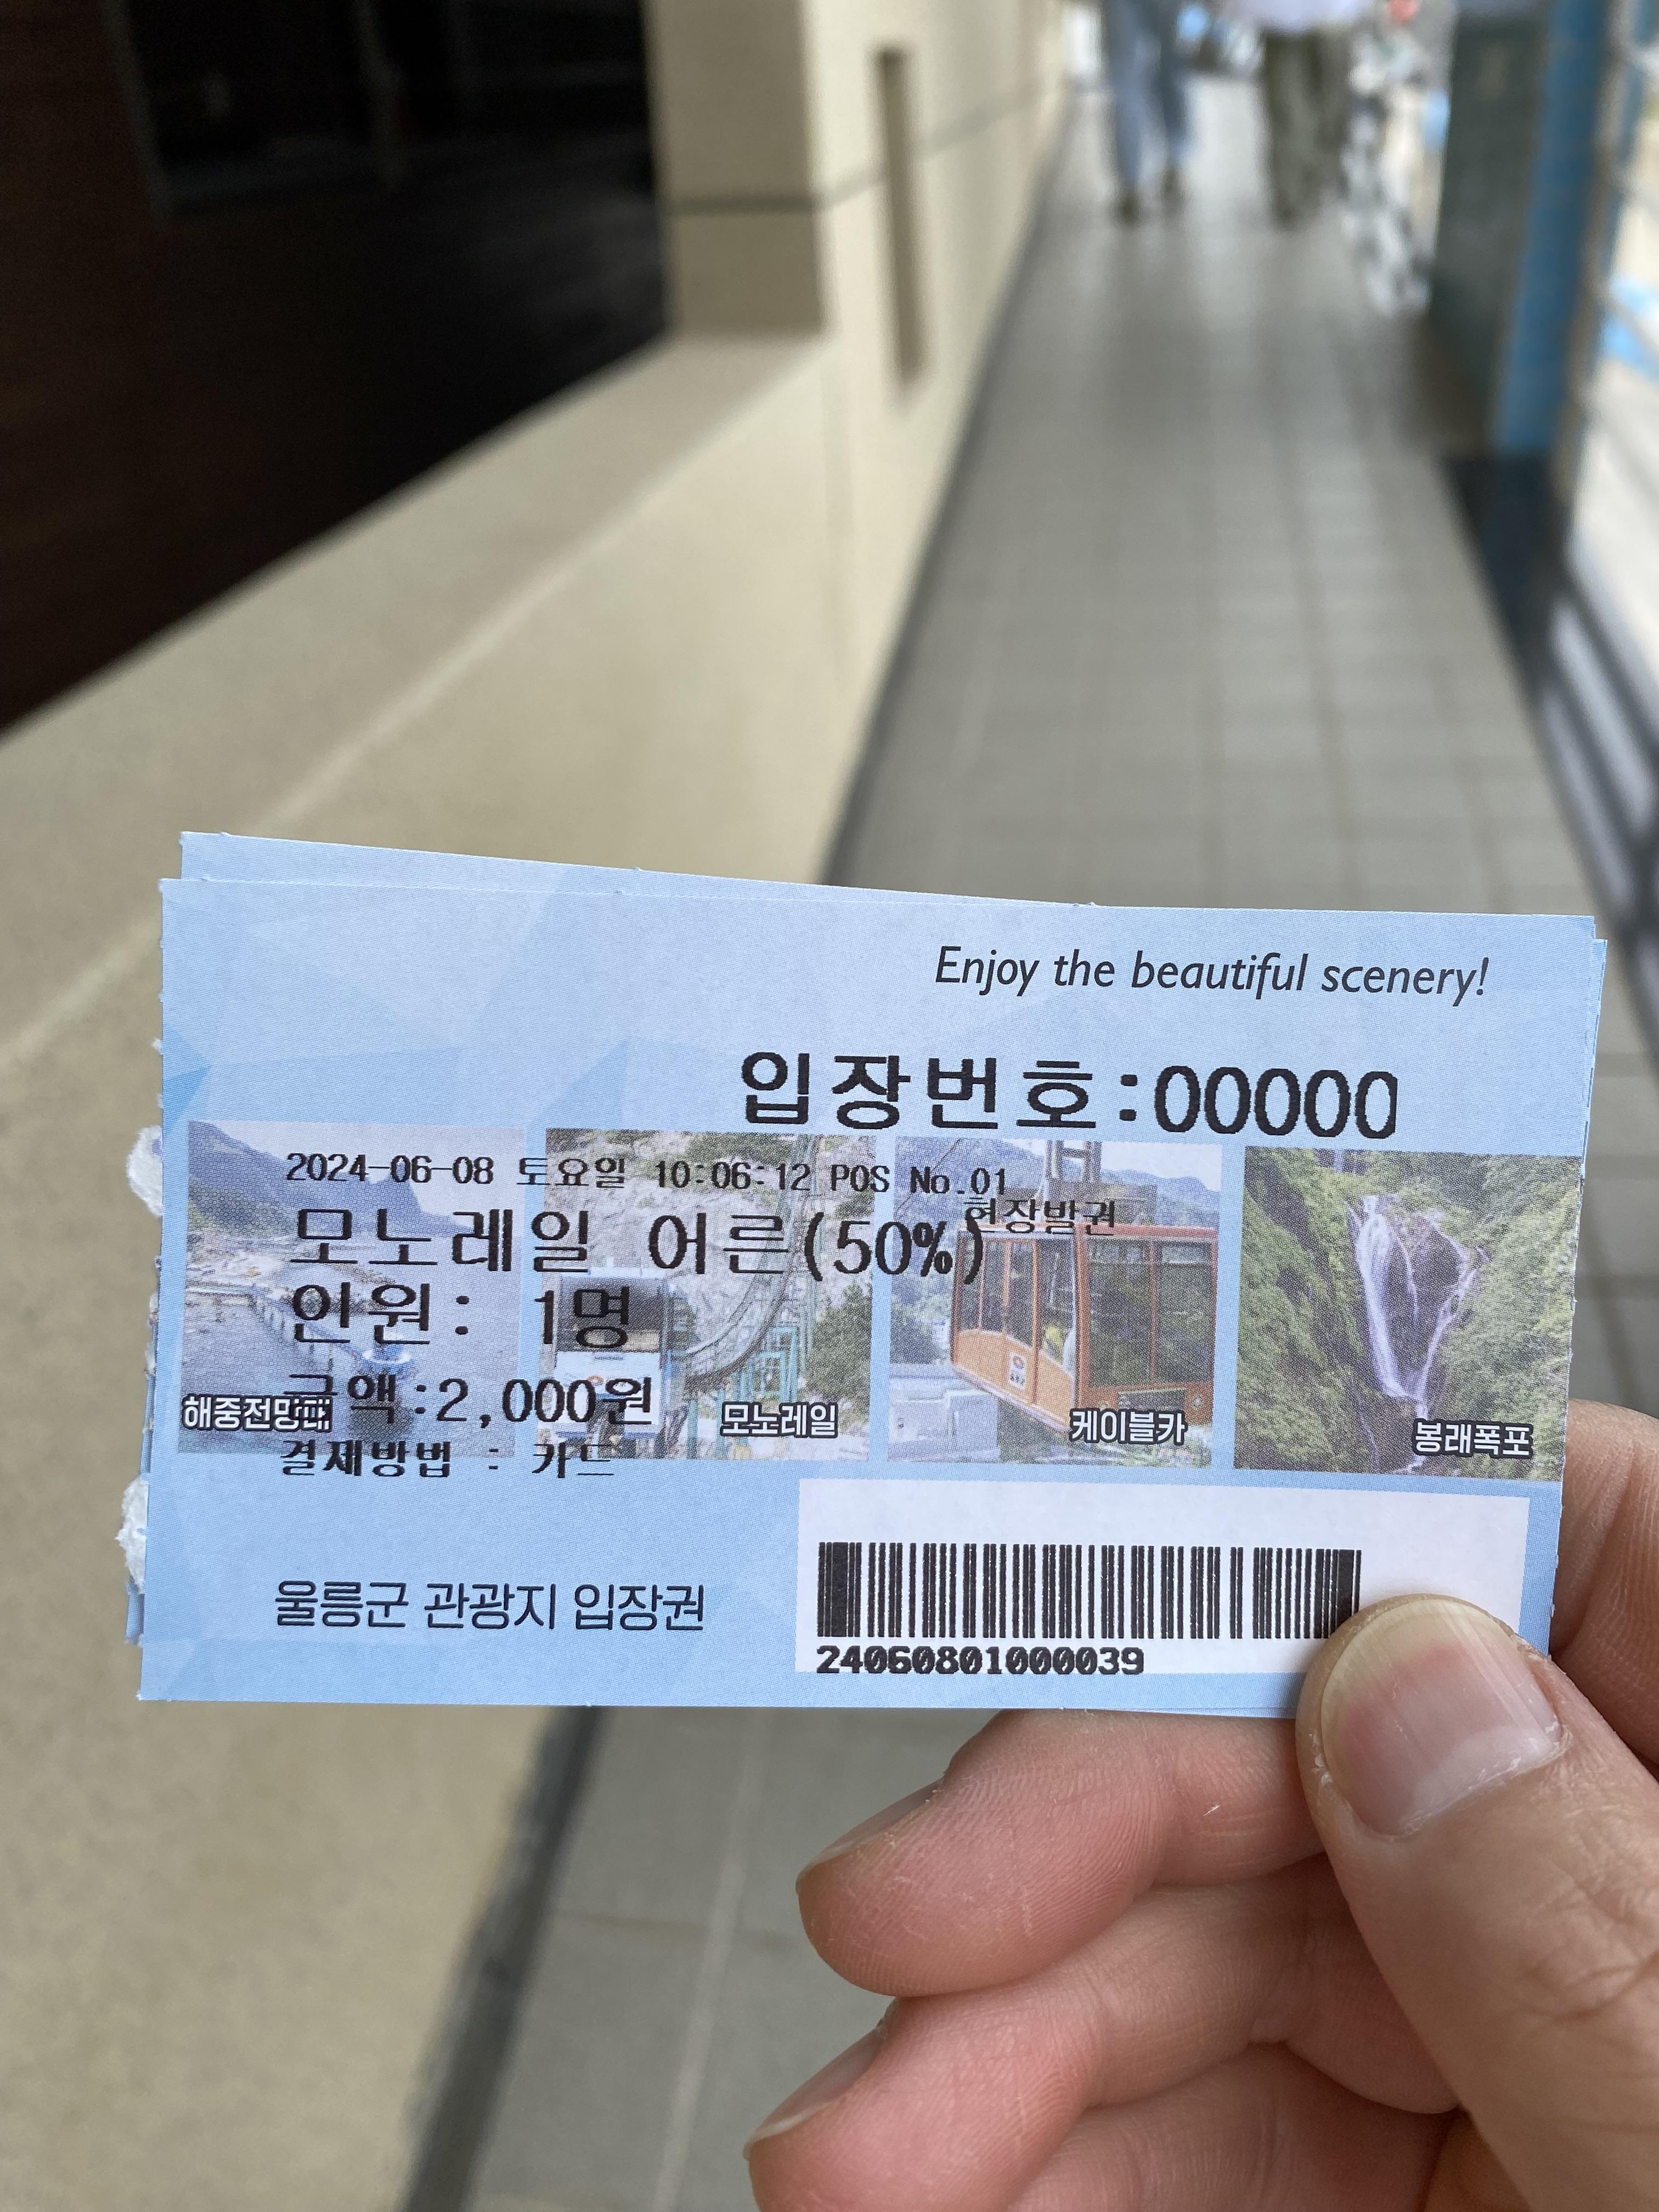 Enjoy the beautiful scenery!
입장번호:00000
2024-06-08 토요일 10:06:12 POS No.01
현장발권
모노레일 어른(50%)
인원: 1명
금액:2,000원
해중전망대
모노레일
케이블카
봉래폭포
결제방법 : 카드
울릉군 관광지 입장권
24060801000039